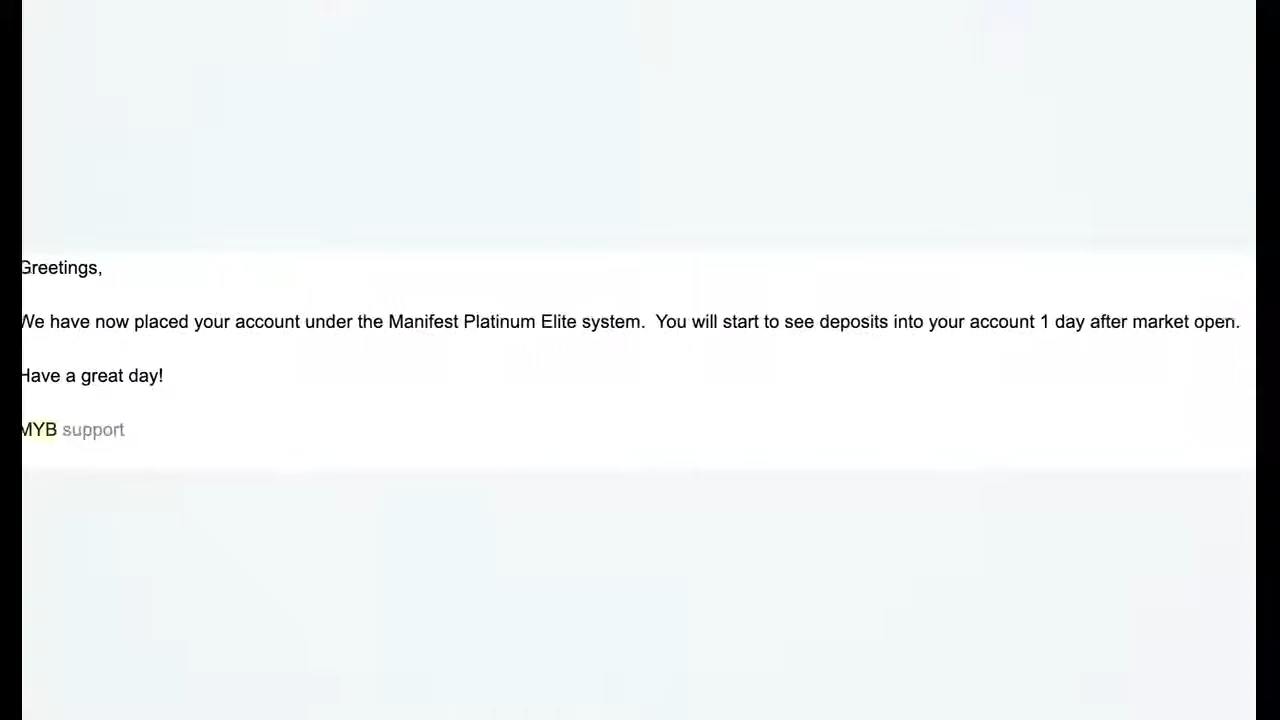 Greetings,
We have now placed your account under the Manifest Platinum Elite system.  You will start to see deposits into your account 1 day after market open.
Have a great day!
MYB support